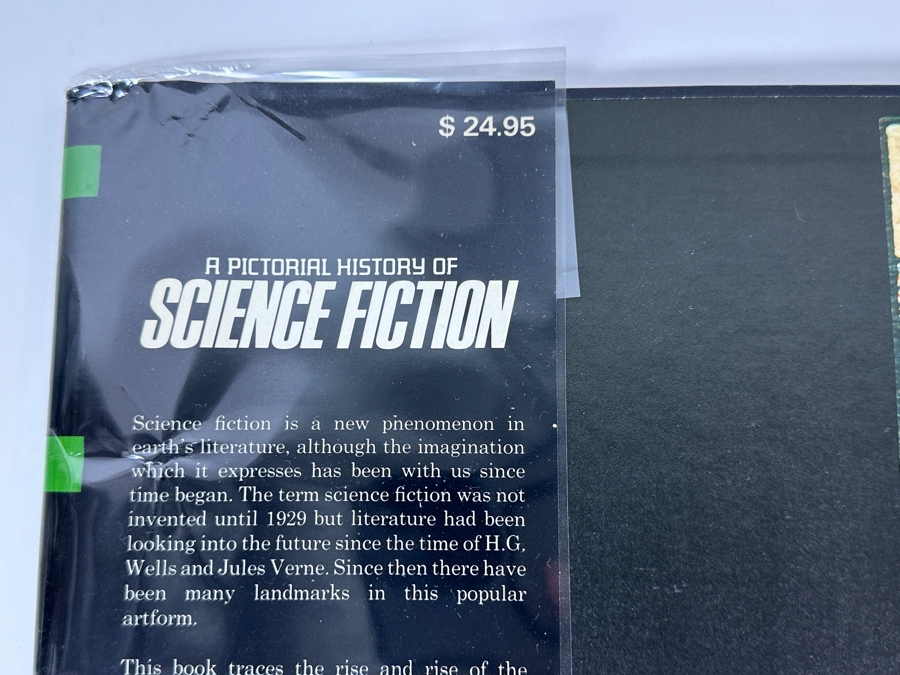 $ 24.95
A PICTORIAL HISTORY OF
SCIENCE FICTION
Science fiction is a new phenomenon in
earth's literature, although the imagination
which it expresses has been with us since
time began. The term science fiction was not
invented until 1929 but literature had been
looking into the future since the time of H.G.
Wells and Jules Verne. Since then there have
been many landmarks in this popular
artform.
This book traces the rise and rise of the